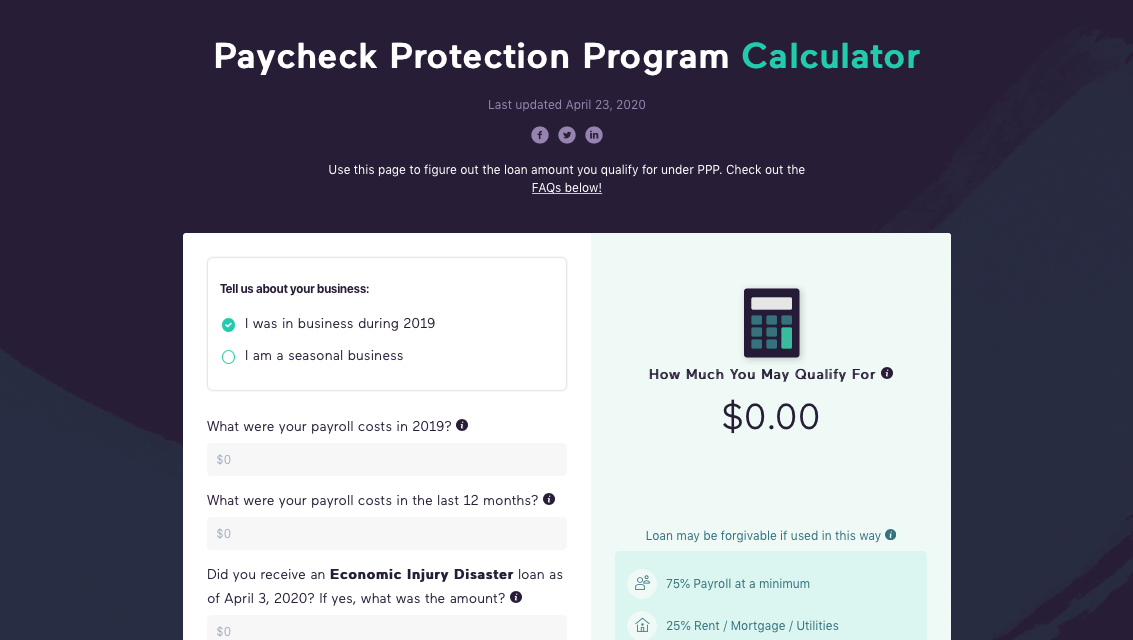 Paycheck Protection Program Calculator
Last updated April 23, 2020
Use this page to figure out the loan amount you qualify for under PPP. Check out the
FAQs below!
Tell us about your business:
I was in business during 2019
I am a seasonal business
What were your payroll costs in 2019?
$0
What were your payroll costs in the last 12 months?
$0
Did you receive an Economic Injury Disaster loan as
of April 3, 2020? If yes, what was the amount?
$0
How Much You May Qualify For
$0.00
Loan may be forgivable if used in this way
75% Payroll at a minimum
25% Rent / Mortgage / Utilities